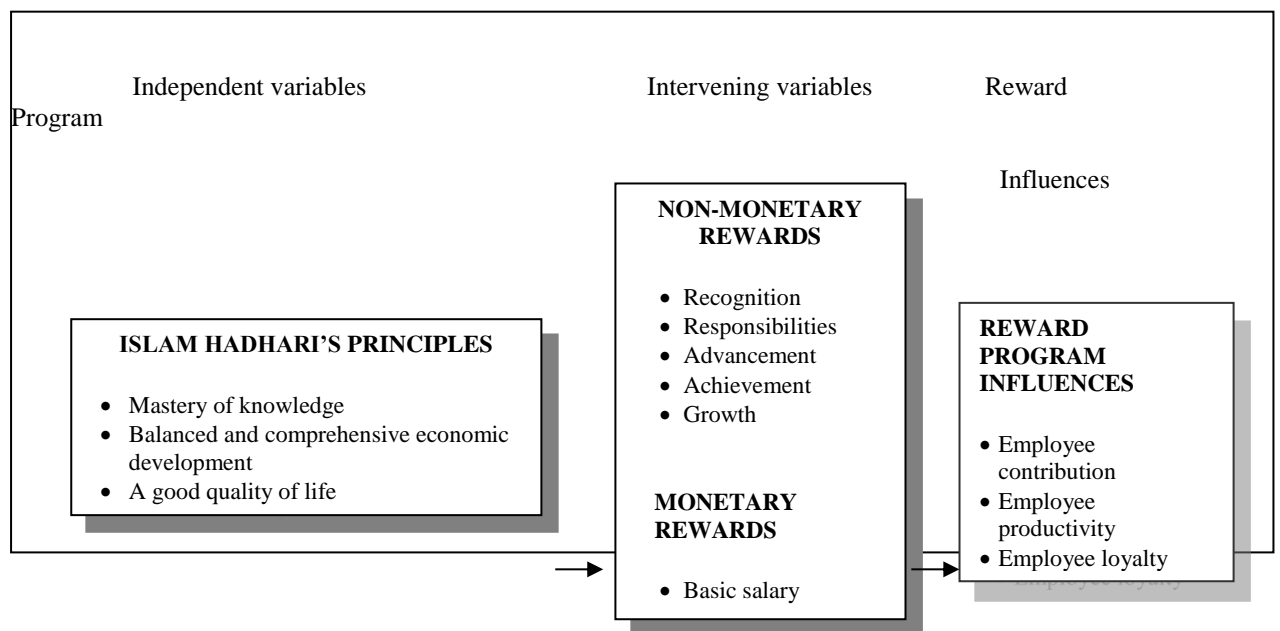 Independent variables Intervening variables Reward
Program
Influences
ISLAM HADHARI’S PRINCIPLES
• Mastery of knowledge
• Balanced and comprehensive economic
development
• A good quality of life
NON-MONETARY
REWARDS
• Recognition
• Responsibilities
• Advancement
• Achievement
• Growth
MONETARY
REWARDS
• Basic salary
REWARD
PROGRAM
INFLUENCES
• Employee
contribution
• Employee
productivity
• Employee loyalty
Employee loyalty